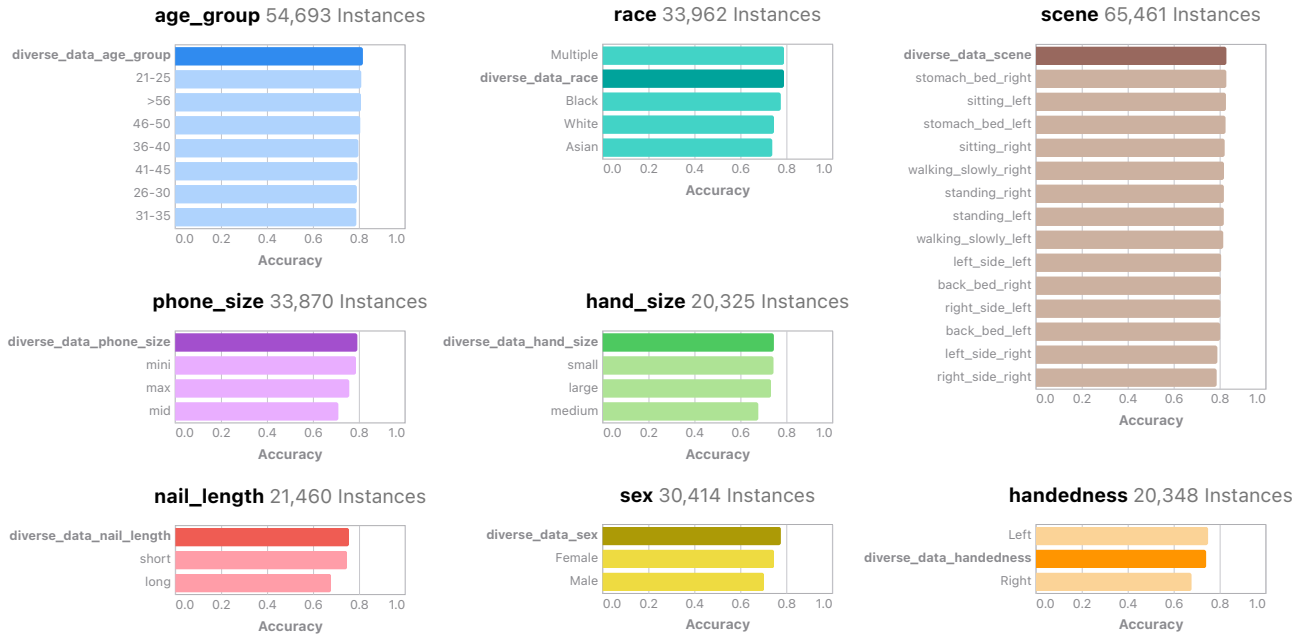 age_group 54,693 Instances
diverse_data_age_group
21-25
>56
46-50
36-40
41-45
26-30
31-35
0.0 0.2 0.4 0.6 0.8 1.0
Accuracy
race 33,962 Instances
Multiple
diverse_data_race
Black
White
Asian
0.0 0.2 0.4 0.6 0.8 1.0
Accuracy
scene 65,461 Instances
diverse_data_scene
stomach_bed_right
sitting_left
stomach_bed_left
sitting_right
walking_slowly_right
standing_right
standing_left
walking_slowly_left
left_side_left
back_bed_right
right_side_left
back_bed_left
left_side_right
right_side_right
0.0 0.2 0.4 0.6 0.8 1.0
Accuracy
phone_size 33,870 Instances
diverse_data_phone_size
mini
max
mid
0.0 0.2 0.4 0.6 0.8 1.0
Accuracy
hand_size 20,325 Instances
diverse_data_hand_size
small
large
medium
0.0 0.2 0.4 0.6 0.8 1.0
Accuracy
nail_length 21,460 Instances
diverse_data_nail_length
short
long
0.0 0.2 0.4 0.6 0.8 1.0
Accuracy
sex 30,414 Instances
diverse_data_sex
Female
Male
0.0 0.2 0.4 0.6 0.8 1.0
Accuracy
handedness 20,348 Instances
Left
diverse_data_handedness
Right
0.0 0.2 0.4 0.6 0.8 1.0
Accuracy